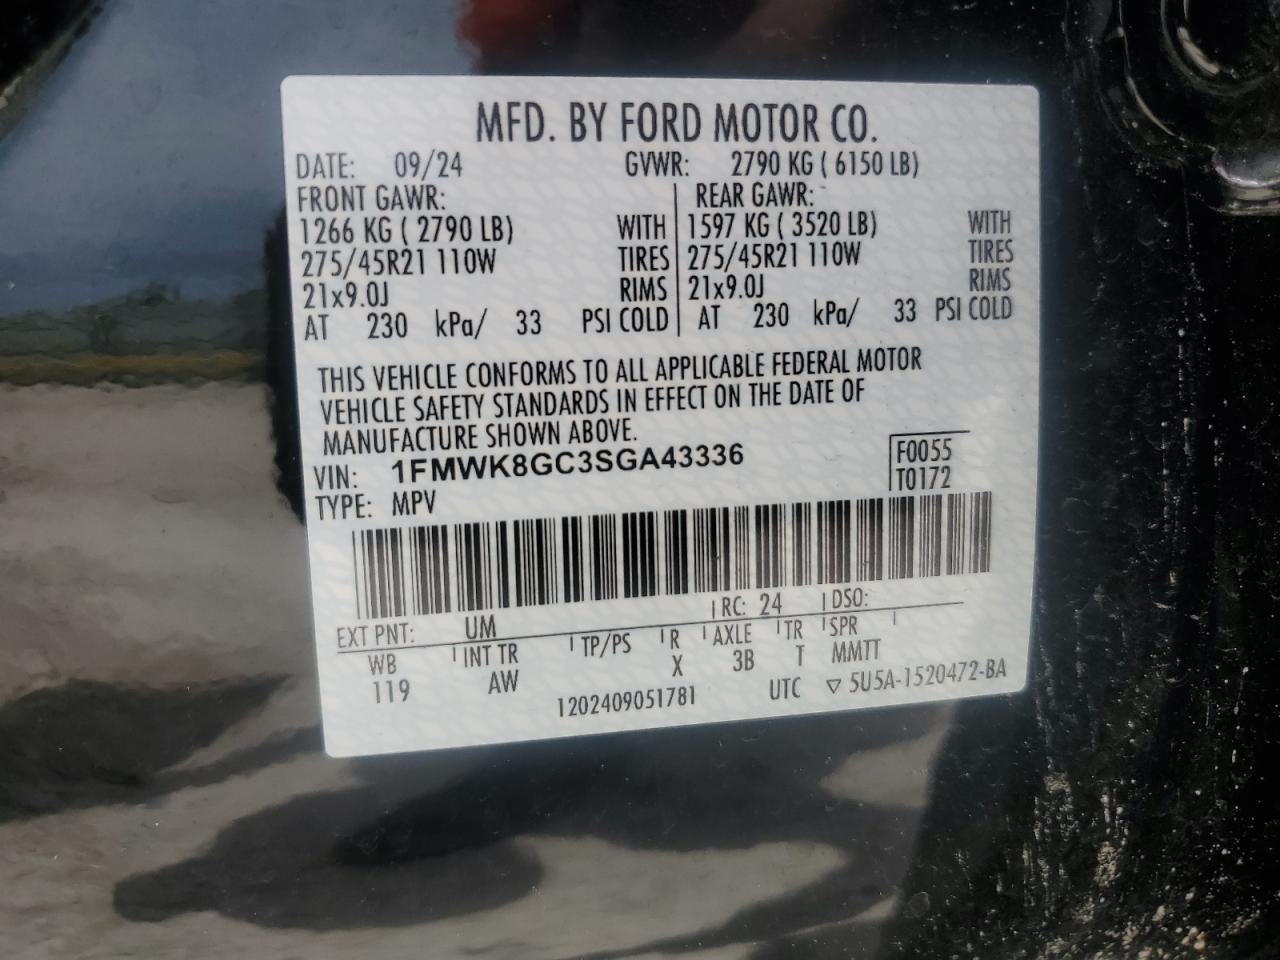 MFD. BY FORD MOTOR CO.
DATE: 09/24 GVWR: 2790 KG ( 6150 LB)
FRONT GAWR: REAR GAWR:
1266 KG ( 2790 LB) WITH 1597 KG ( 3520 LB) WITH
275/45R21 110W TIRES 275/45R21 110W TIRES
21x9.0J RIMS 21x9.0J RIMS
AT 230 kPa/ 33 PSI COLD AT 230 kPa/ 33 PSI COLD
THIS VEHICLE CONFORMS TO ALL APPLICABLE FEDERAL MOTOR
VEHICLE SAFETY STANDARDS IN EFFECT ON THE DATE OF
MANUFACTURE SHOWN ABOVE.
VIN: 1FMWK8GC3SGA43336 F0055
TYPE: MPV T0172
EXT PNT: UM RC: 24 DSO:
WB INT TR TP/PS R AXLE TR SPR
119 AW X 3B T MMTT
1202409051781 UTC ▽ 5U5A-1520472-BA